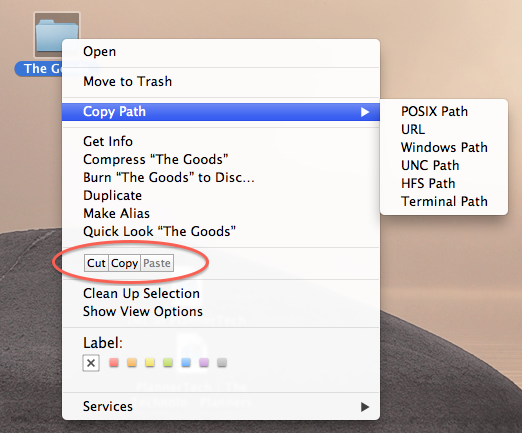 The Go
Open
Move to Trash
Copy Path
POSIX Path
URL
Windows Path
UNC Path
HFS Path
Terminal Path
Get Info
Compress “The Goods”
Burn “The Goods” to Disc...
Duplicate
Make Alias
Quick Look “The Goods”
Cut Copy Paste
Clean Up Selection
Show View Options
Label:
Services